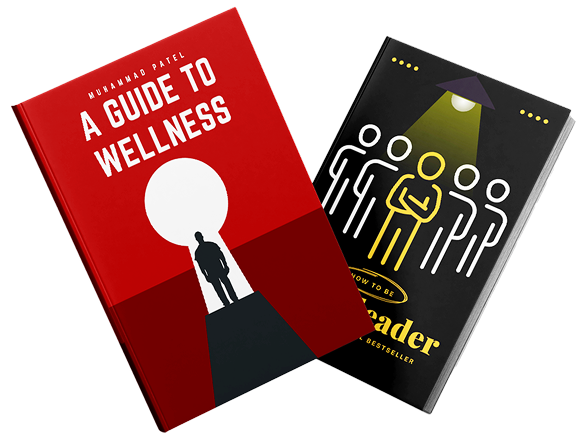 MUHAMMAD PATEL
A GUIDE TO
WELLNESS
HOW TO BE
Leader
BESTSELLER